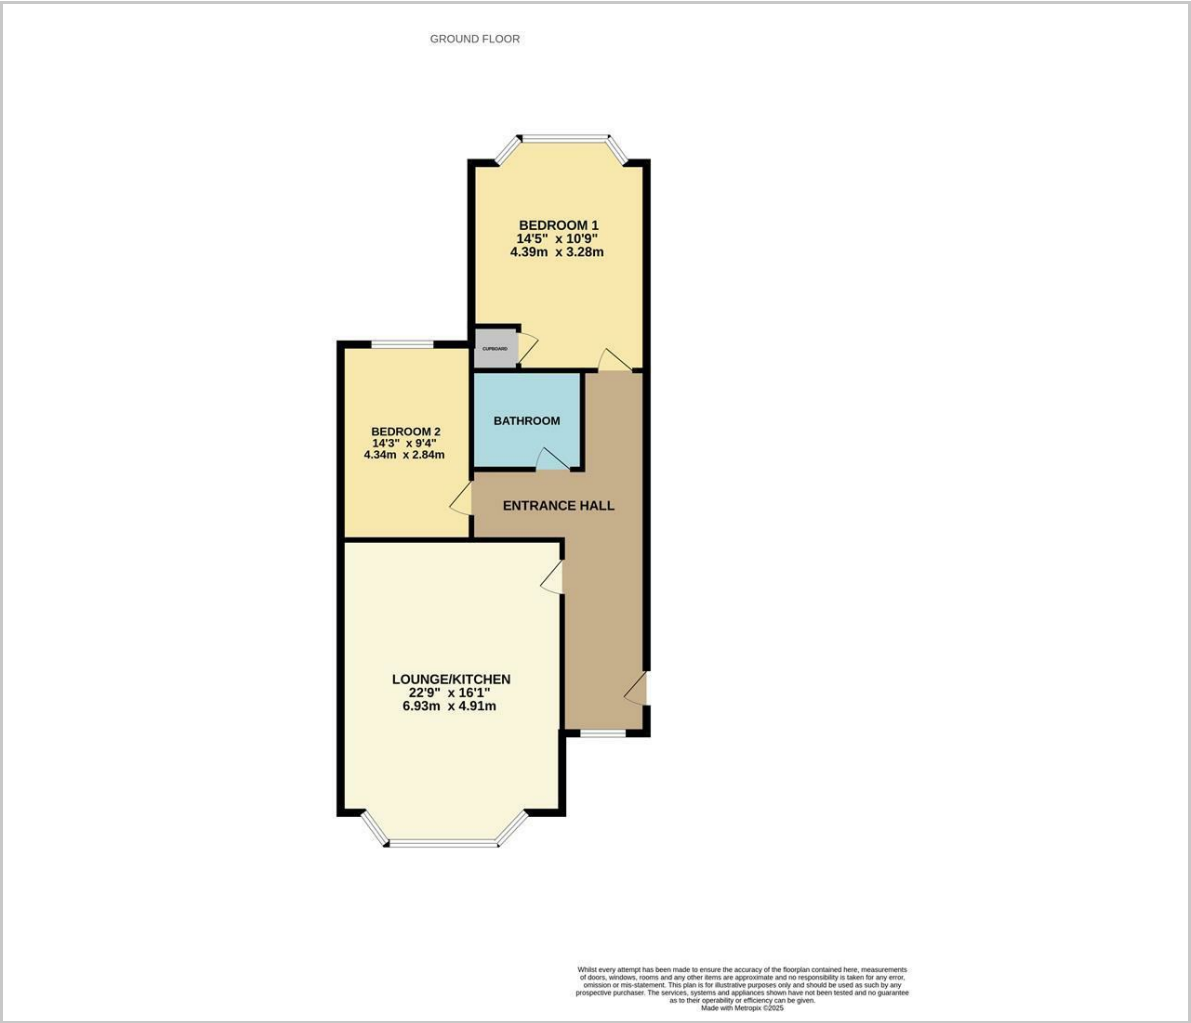 GROUND FLOOR
BEDROOM 1
14'5" x 10'9"
4.39m x 3.28m
CUPBOARD
BATHROOM
BEDROOM 2
14'3" x 9'4"
4.34m x 2.84m
ENTRANCE HALL
LOUNGE/KITCHEN
22'9" x 16'1"
6.93m x 4.91m
Whilst every attempt has been made to ensure the accuracy of the floorplan contained here, measurements
of doors, windows, rooms and any other items are approximate and no responsibility is taken for any error,
omission or mis-statement. This plan is for illustrative purposes only and should be used as such by any
prospective purchaser. The services, systems and appliances shown have not been tested and no guarantee
as to their operability or efficiency can be given.
Made with Metropix ©2025